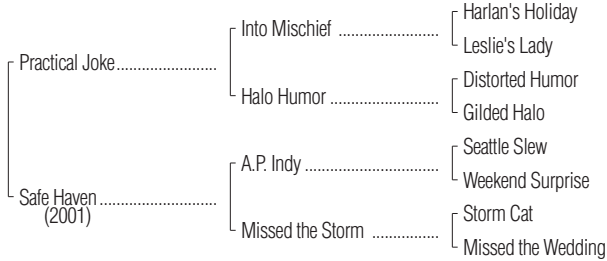 Harlan's Holiday
Into Mischief ........................
Leslie's Lady
Practical Joke........................
Distorted Humor
Halo Humor ..........................
Gilded Halo
Seattle Slew
A.P. Indy ................................
Weekend Surprise
Safe Haven ............................
(2001)
Storm Cat
Missed the Storm ................
Missed the Wedding